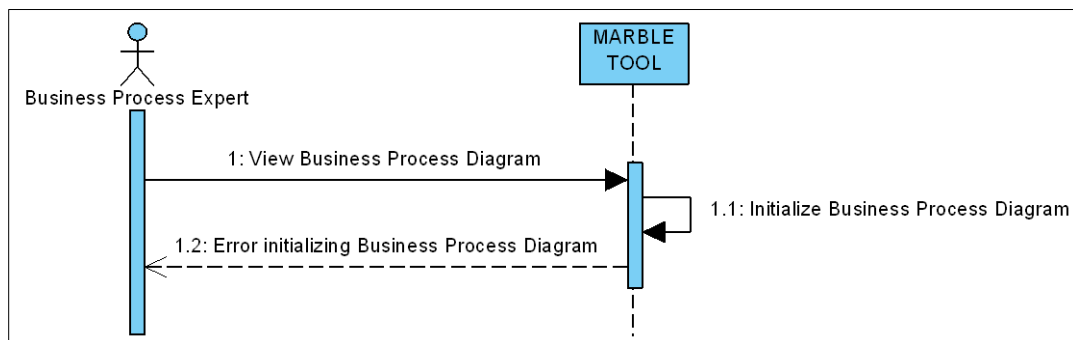 MARBLE
TOOL
Business Process Expert
1: View Business Process Diagram
1.1: Initialize Business Process Diagram
1.2: Error initializing Business Process Diagram